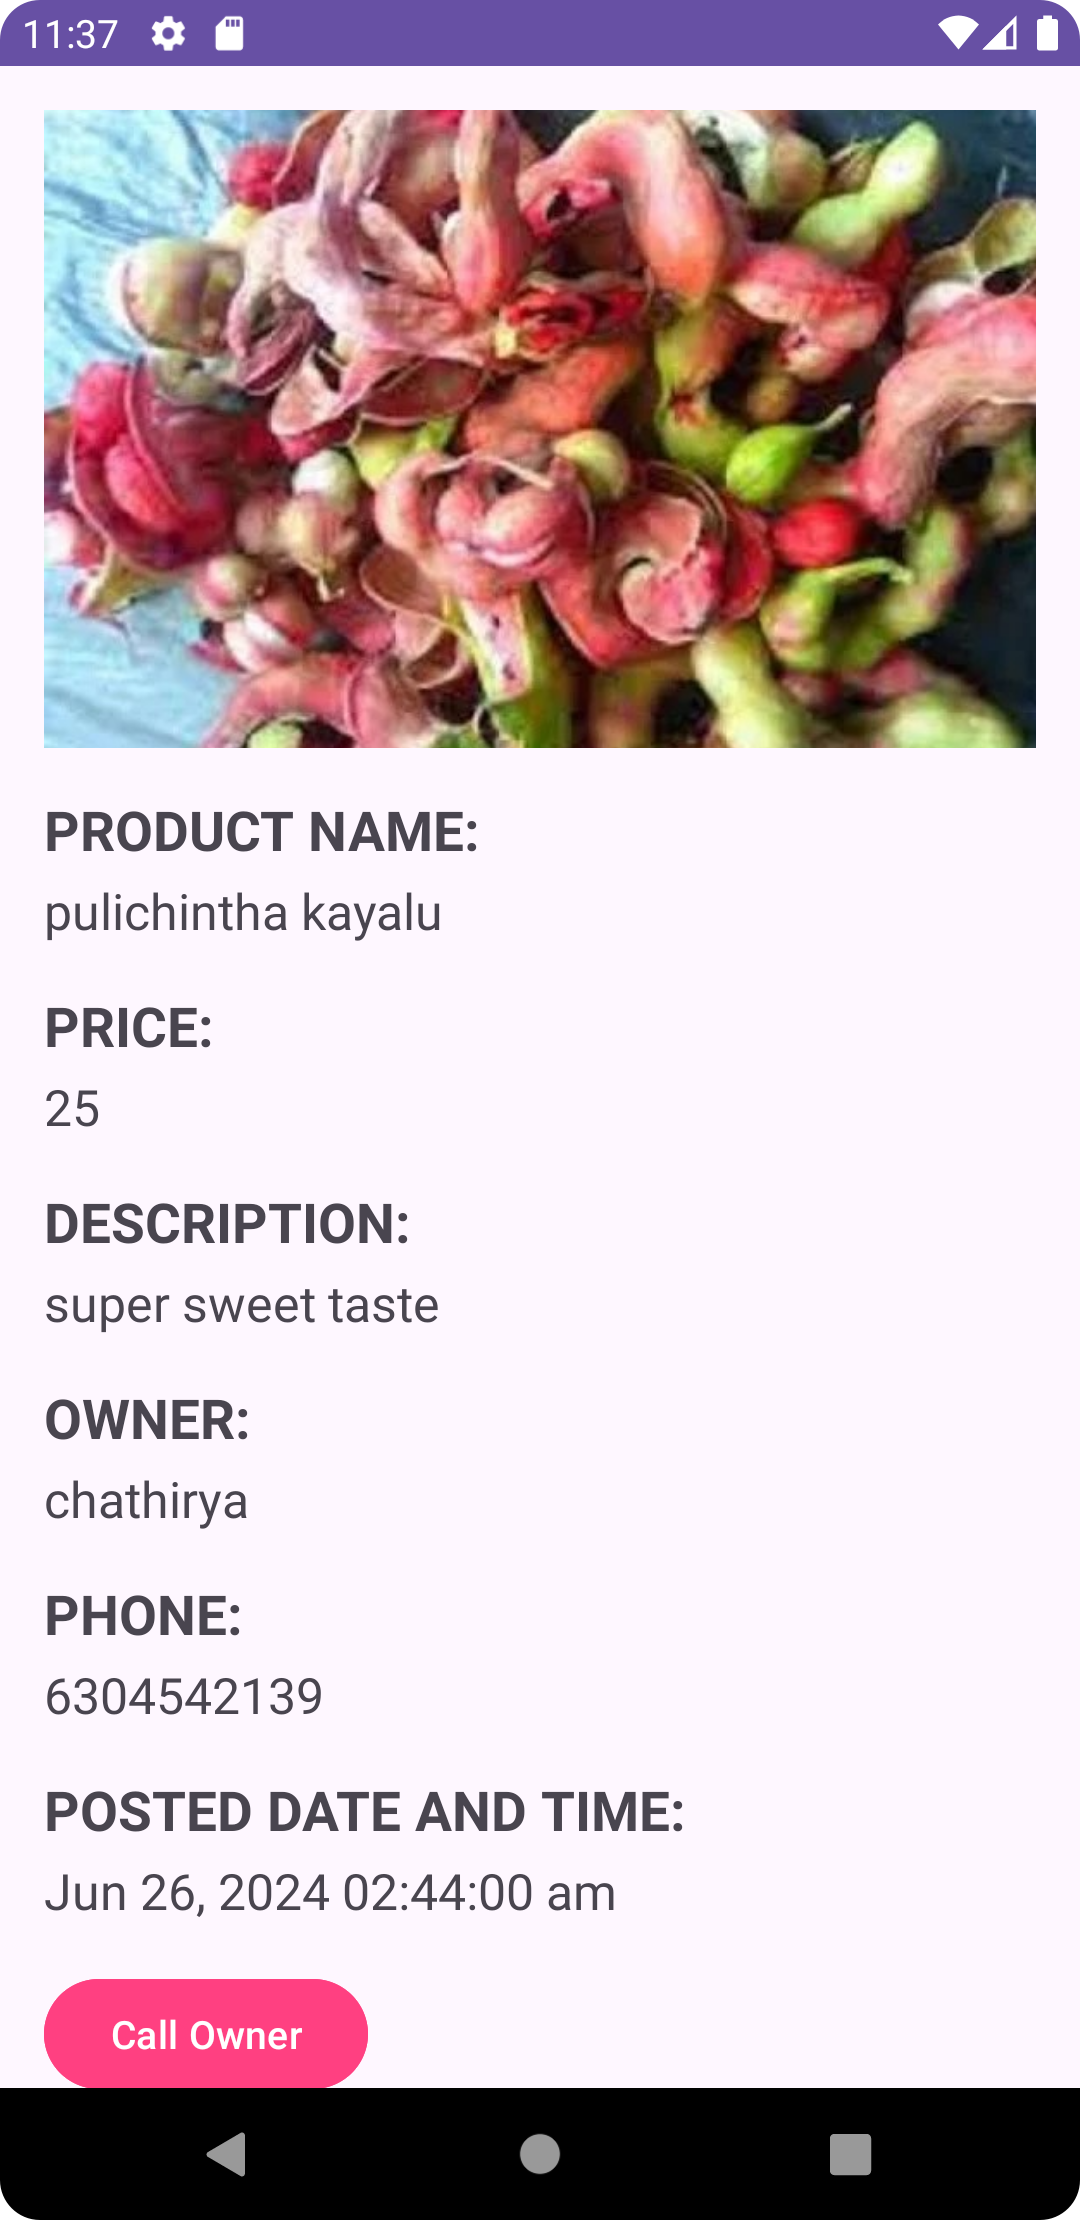 11:37
PRODUCT NAME:
pulichintha kayalu
PRICE:
25
DESCRIPTION:
super sweet taste
OWNER:
chathirya
PHONE:
6304542139
POSTED DATE AND TIME:
Jun 26, 2024 02:44:00 am
Call Owner